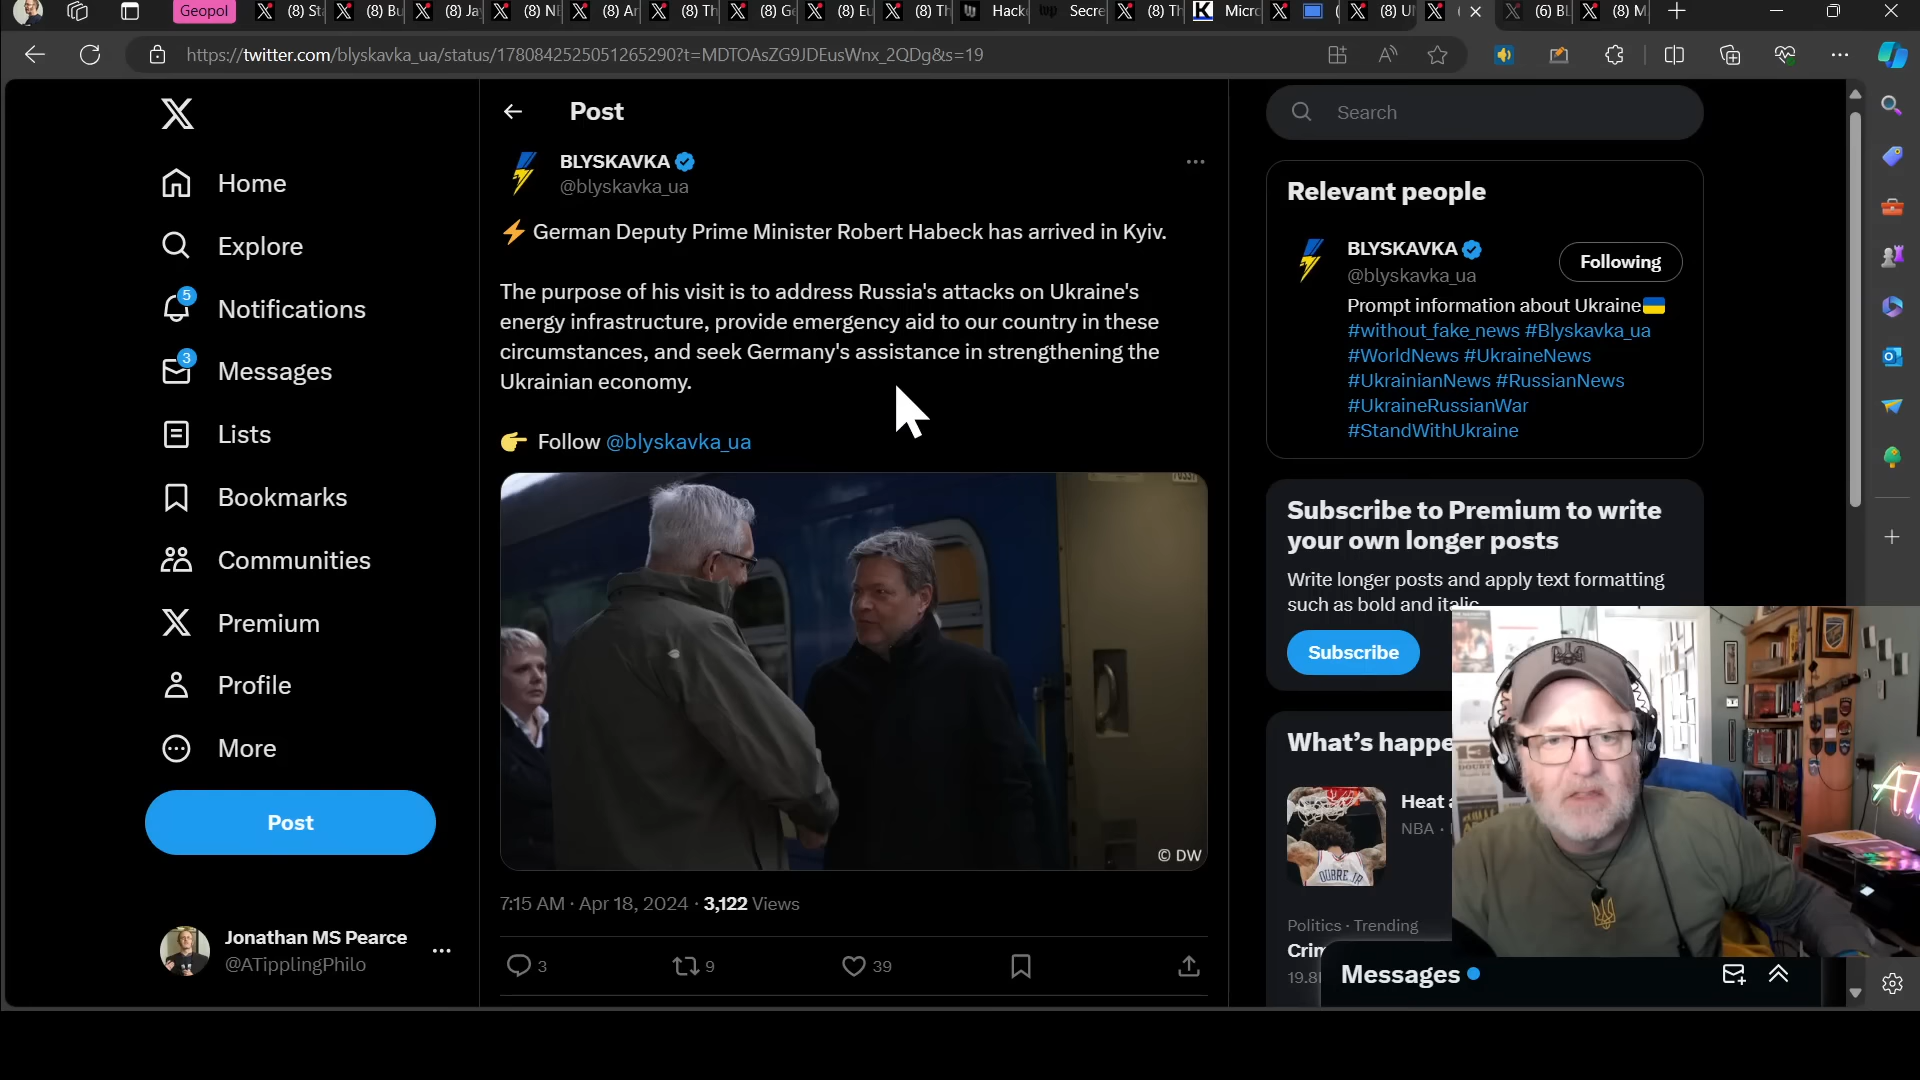 Geopol
(8) St
(8) Bu
(8) Ja
(8) N
(8) Ar
(8) Th
(8) Ge
(8) Eu
(8) Th
Hack
Secre
(8) Th
Micro
(8) U
(6) BL
(8) M
https://twitter.com/blyskavka_ua/status/1780842525051265290?t=MDTOAsZG9JDEusWnx_2QDg&s=19
Home
Explore
5
Notifications
3
Messages
Lists
Bookmarks
Communities
Premium
Profile
More
Post
Jonathan MS Pearce
@ATipplingPhilo
Post
BLYSKAVKA
@blyskavka_ua
⚡ German Deputy Prime Minister Robert Habeck has arrived in Kyiv.
The purpose of his visit is to address Russia's attacks on Ukraine's
energy infrastructure, provide emergency aid to our country in these
circumstances, and seek Germany's assistance in strengthening the
Ukrainian economy.
👉 Follow @blyskavka_ua
© DW
7:15 AM · Apr 18, 2024 · 3,122 Views
3
9
39
Search
Relevant people
BLYSKAVKA
@blyskavka_ua
Following
Prompt information about Ukraine🇺🇦
#without_fake_news #Blyskavka_ua
#WorldNews #UkraineNews
#UkrainianNews #RussianNews
#UkraineRussianWar
#StandWithUkraine
Subscribe to Premium to write
your own longer posts
Write longer posts and apply text formatting
such as bold and italic
Subscribe
What's happe
Heat
NBA ·
OUBRE JR
Politics · Trending
Crim
19.8
Messages